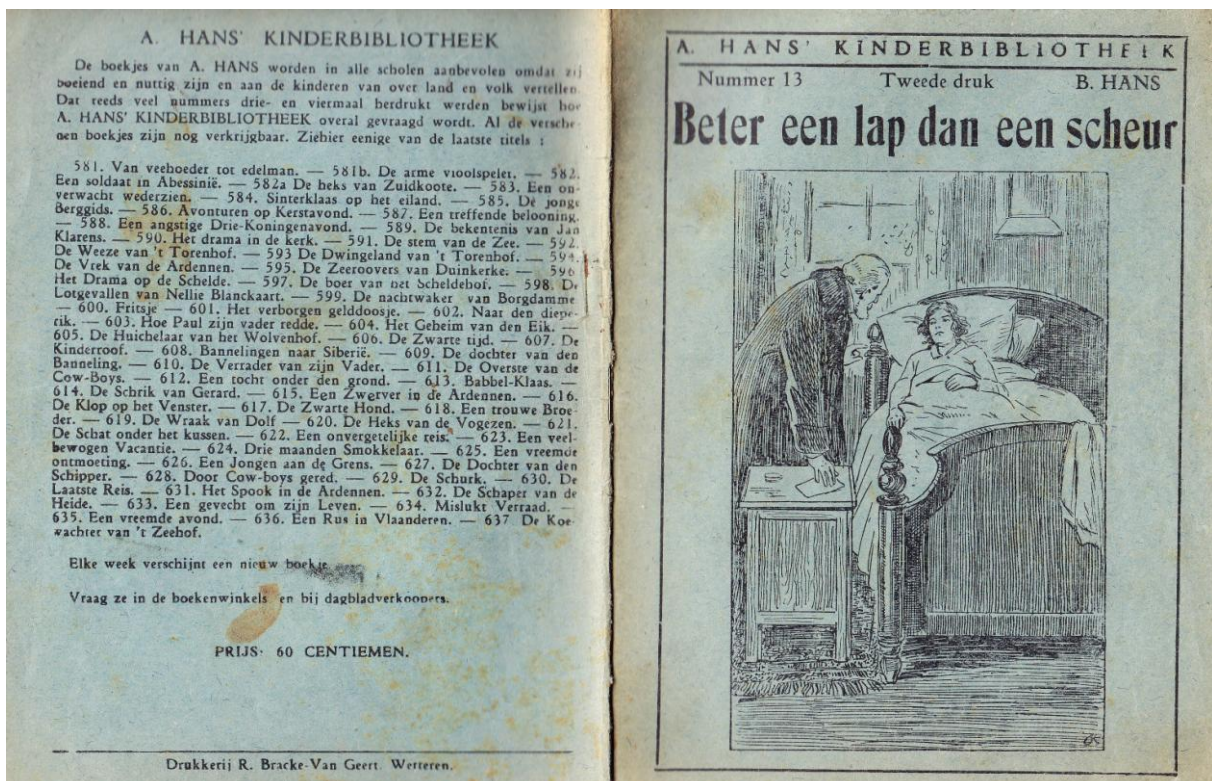 A. HANS' KINDERBIBLIOTHEEK
De boekjes van A. HANS worden in alle scholen aanbevolen omdat zij
boeiend en nuttig zijn en aan de kinderen van over land en volk vertellen.
Dat reeds veel nummers drie- en viermaal herdrukt werden bewijst hoe
A. HANS' KINDERBIBLIOTHEEK overal gevraagd wordt. Al de versche-
nen boekjes zijn nog verkrijgbaar. Ziehier eenige van de laatste titels :
581. Van veehoeder tot edelman. — 581b. De arme vioolspeler. — 582.
Een soldaat in Abessinië. — 582a De heks van Zuidkoote. — 583. Een on-
verwacht wederzien. — 584. Sinterklaas op het eiland. — 585. De jonge
Berggids. — 586. Avonturen op Kerstavond. — 587. Een treffende belooning.
— 588. Een angstige Drie-Koningenavond. — 589. De bekentenis van Jan
Klarens. — 590. Het drama in de kerk. — 591. De stem van de Zee. — 592.
De Weeze van 't Torenhof. — 593 De Dwingeland van 't Torenhof. — 594.
De Vrek van de Ardennen. — 595. De Zeeroovers van Duinkerke. — 596
Het Drama op de Schelde. — 597. De boer van het Scheldehof. — 598. De
Lotgevallen van Nellie Blanckaart. — 599. De nachtwaker van Borgdamme
— 600. Fritsje — 601. Het verborgen gelddoosje. — 602. Naar den diepe-
rik. — 603. Hoe Paul zijn vader redde. — 604. Het Geheim van den Eik. —
605. De Huichelaar van het Wolvenhof. — 606. De Zwarte tijd. — 607. De
Kinderroof. — 608. Bannelingen naar Siberië. — 609. De dochter van den
Banneling. — 610. De Verrader van zijn Vader. — 611. De Overste van de
Cow-Boys. — 612. Een tocht onder den grond. — 613. Babbel-Klaas. —
614. De Schrik van Gerard. — 615. Een Zwerver in de Ardennen. — 616.
De Klop op het Venster. — 617. De Zwarte Hond. — 618. Een trouwe Broe-
der. — 619. De Wraak van Dolf — 620. De Heks van de Vogezen. — 621.
De Schat onder het kussen. — 622. Een onvergetelijke reis. — 623. Een veel-
bewogen Vacantie. — 624. Drie maanden Smokkelaar. — 625. Een vreemde
ontmoeting. — 626. Een Jongen aan de Grens. — 627. De Dochter van den
Schipper. — 628. Door Cow-boys gered. — 629. De Schurk. — 630. De
Laatste Reis. — 631. Het Spook in de Ardennen. — 632. De Schaper van de
Heide. — 633. Een gevecht om zijn Leven. — 634. Mislukt Verraad. —
635. Een vreemde avond. — 636. Een Rus in Vlaanderen. — 637 De Koe-
wachter van 't Zeehof.
Elke week verschijnt een nieuw boekje
Vraag ze in de boekenwinkels en bij dagbladverkoopers.
PRIJS: 60 CENTIEMEN.
Drukkerij R. Bracke-Van Geert. Wetteren.
A. HANS' KINDERBIBLIOTHEEK
Nummer 13 Tweede druk B. HANS
Beter een lap dan een scheur